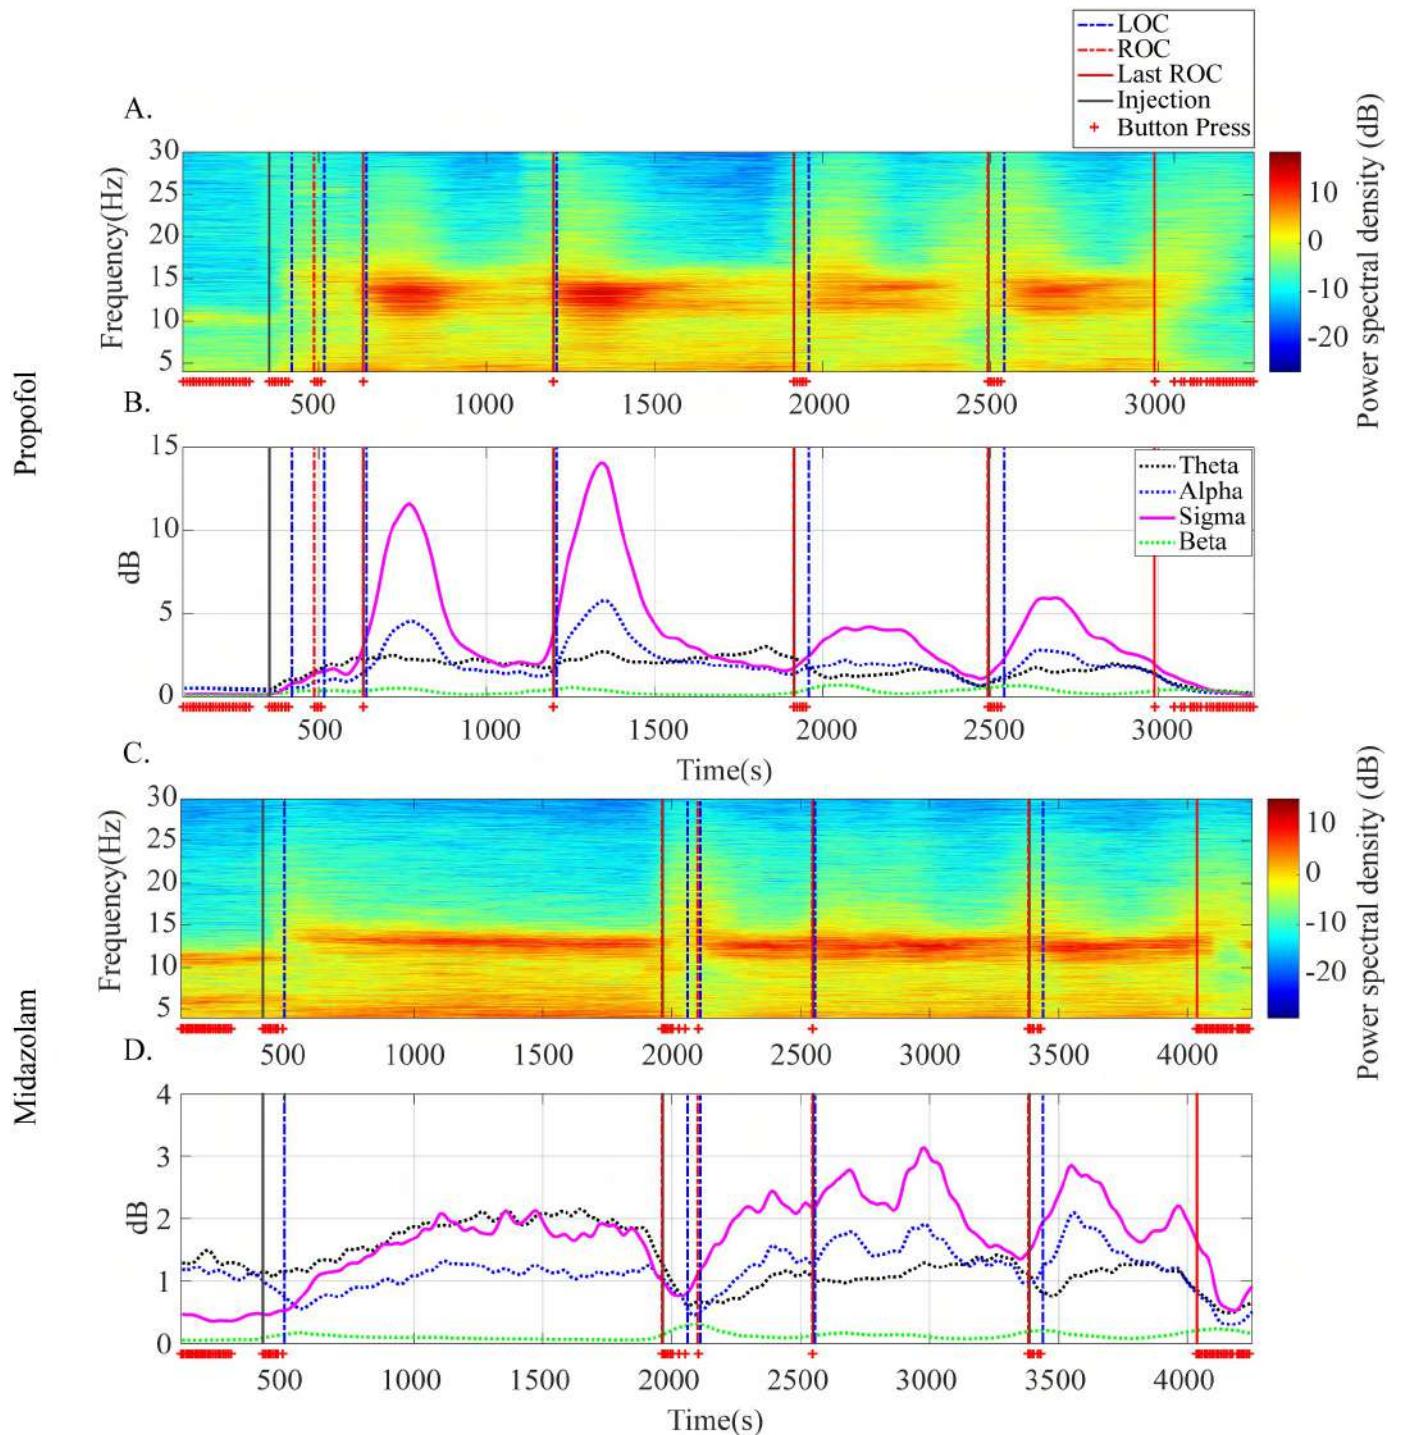 LOC
ROC
Last ROC
Injection
Button Press
A.
30
25
20
15
10
5
Frequency(Hz)
500 1000 1500 2000 2500 3000
10
0
-10
-20
Power spectral density (dB)
Propofol
B.
15
10
5
0
dB
Theta
Alpha
Sigma
Beta
500 1000 1500 2000 2500 3000
Time(s)
C.
30
25
20
15
10
5
Frequency(Hz)
500 1000 1500 2000 2500 3000 3500 4000
10
0
-10
-20
Power spectral density (dB)
Midazolam
D.
4
3
2
1
0
dB
500 1000 1500 2000 2500 3000 3500 4000
Time(s)